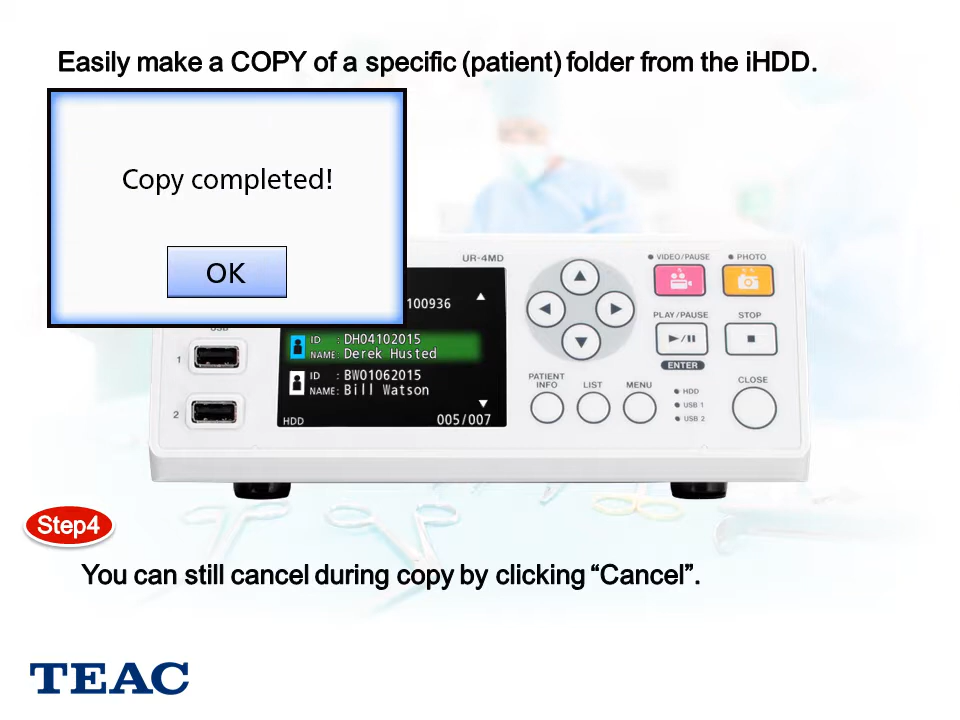 Easily make a COPY of a specific (patient) folder from the iHDD.
Copy completed!
OK
UR-4MD
VIDEO/PAUSE
PHOTO
100936
PLAY/PAUSE
STOP
1
ID : DH04102015
NAME: Derek Husted
ENTER
ID : BW01062015
NAME: Bill Watson
PATIENT INFO
LIST
MENU
CLOSE
HDD
USB 1
USB 2
2
HDD
005/007
Step4
You can still cancel during copy by clicking “Cancel”.
TEAC